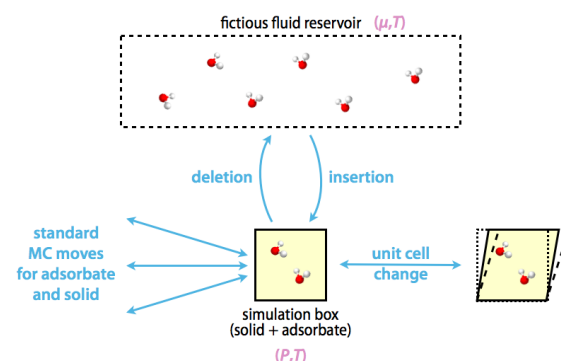 fictious fluid reservoir (μ,T)
deletion
insertion
standard
MC moves
for adsorbate
and solid
unit cell
change
simulation box
(solid + adsorbate)
(P,T)